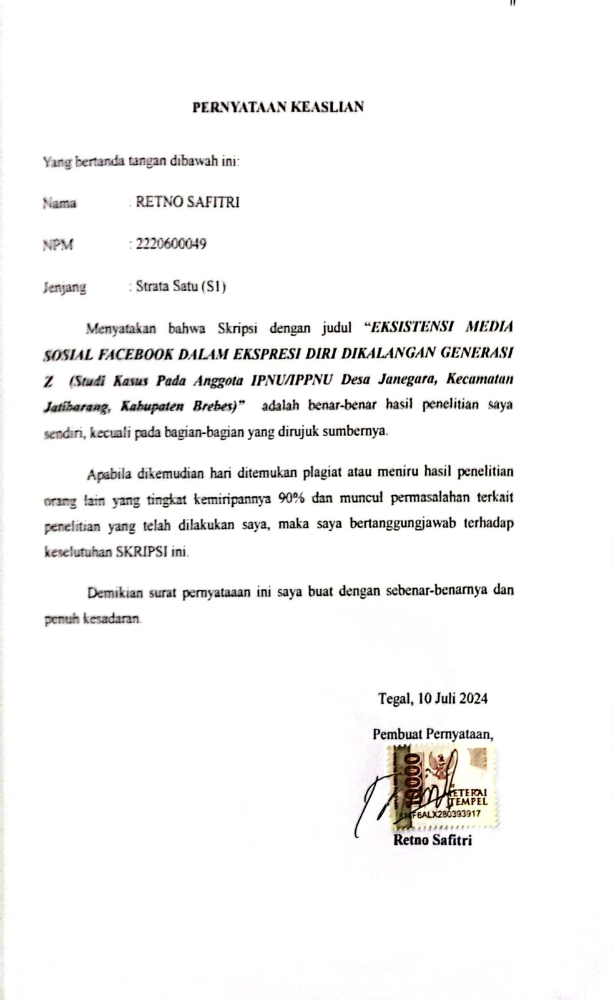 PERNYATAAN KEASLIAN
Yang bertanda tangan dibawah ini:
Nama : RETNO SAFITRI
NPM : 2220600049
Jenjang : Strata Satu (S1)
Menyatakan bahwa Skripsi dengan judul “EKSISTENSI MEDIA
SOSIAL FACEBOOK DALAM EKSPRESI DIRI DIKALANGAN GENERASI
Z (Studi Kasus Pada Anggota IPNU/IPPNU Desa Janegara, Kecamatan
Jatibarang, Kabupaten Brebes)” adalah benar-benar hasil penelitian saya
sendiri, kecuali pada bagian-bagian yang dirujuk sumbernya.
Apabila dikemudian hari ditemukan plagiat atau meniru hasil penelitian
orang lain yang tingkat kemiripannya 90% dan muncul permasalahan terkait
penelitian yang telah dilakukan saya, maka saya bertanggungjawab terhadap
keselutuhan SKRIPSI ini.
Demikian surat pernyataaan ini saya buat dengan sebenar-benarnya dan
penuh kesadaran.
Tegal, 10 Juli 2024
Pembuat Pernyataan,
10000
METERAI
TEMPEL
Retno Safitri